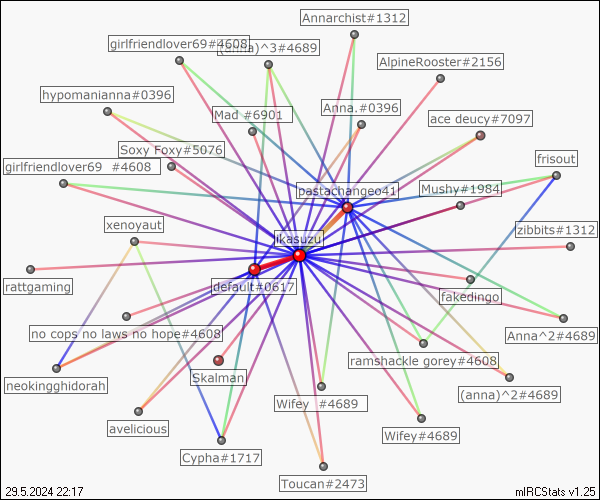 Annarchist#1312
girlfriendlover69#4608
(anna)^3#4689
AlpineRooster#2156
hypomanianna#0396
Mad #6901
Anna.#0396
ace deucy#7097
Soxy Foxy#5076
frisout
girlfriendlover69 #4608
pastachangeo41
Mushy#1984
xenoyaut
ikasuzu
zibbits#1312
rattgaming
default#0617
fakedingo
no cops no laws no hope#4608
Anna^2#4689
ramshackle gorey#4608
neokingghidorah
Skalman
(anna)^2#4689
Wifey #4689
avelicious
Wifey#4689
Cypha#1717
Toucan#2473
29.5.2024 22:17
mIRCStats v1.25